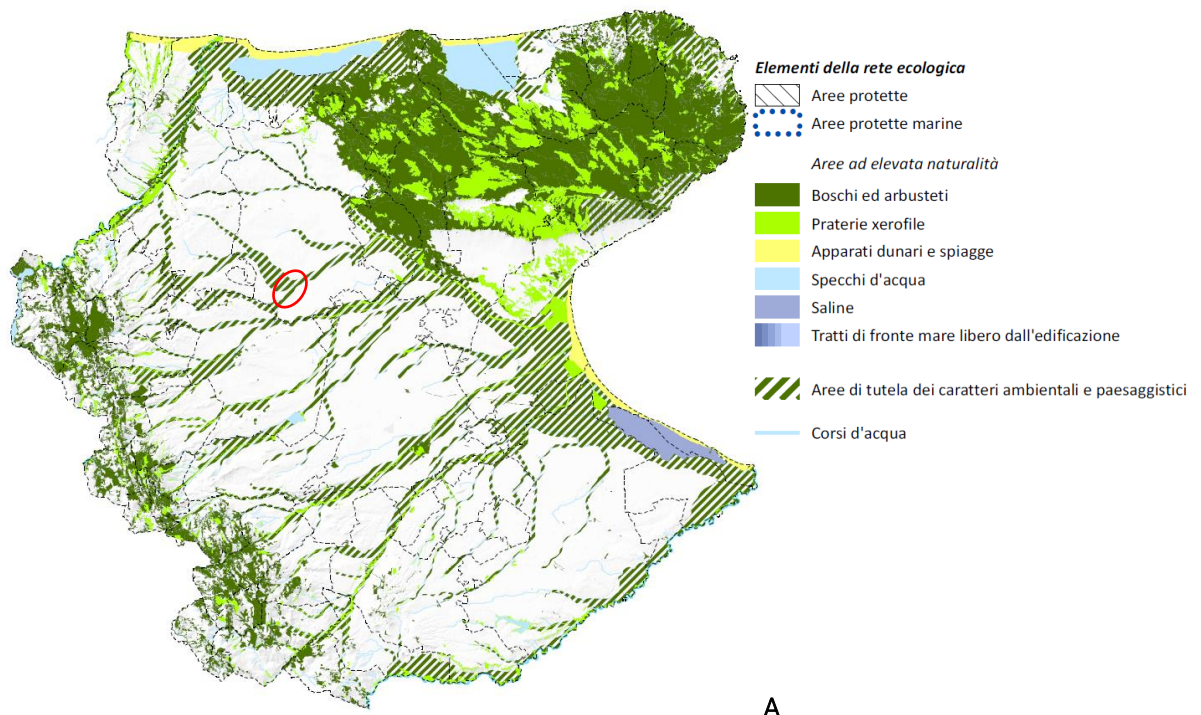 Elementi della rete ecologica
Aree protette
Aree protette marine
Aree ad elevata naturalità
Boschi ed arbusteti
Praterie xerofile
Apparati dunari e spiagge
Specchi d'acqua
Saline
Tratti di fronte mare libero dall'edificazione
Aree di tutela dei caratteri ambientali e paesaggistici
Corsi d'acqua
A